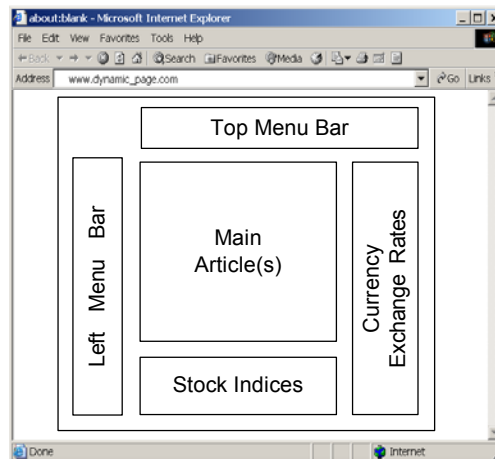 about:blank - Microsoft Internet Explorer
File Edit View Favorites Tools Help
Back Search Favorites Media
Address www.dynamic_page.com Go Links
Top Menu Bar
Left Menu Bar
Main
Article(s)
Currency
Exchange Rates
Stock Indices
Done Internet